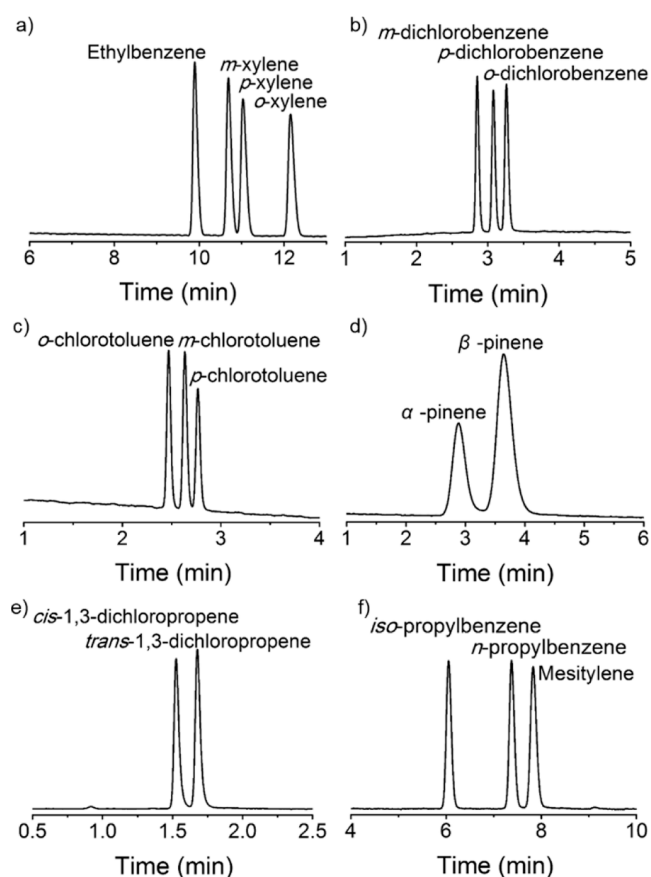 a)
Ethylbenzene
m-xylene
p-xylene
o-xylene
6 10 12
Time (min)
b)
m-dichlorobenzene
p-dichlorobenzene
o-dichlorobenzene
1 2 3 4 5
Time (min)
c)
o-chlorotoluene m-chlorotoluene
p-chlorotoluene
1 2 3 4
Time (min)
d)
β -pinene
α -pinene
1 2 3 4 5 6
Time (min)
e)
cis-1,3-dichloropropene
trans-1,3-dichloropropene
0.5 1.0 1.5 2.0 2.5
Time (min)
f)
iso-propylbenzene
n-propylbenzene
Mesitylene
4 6 8 10
Time (min)